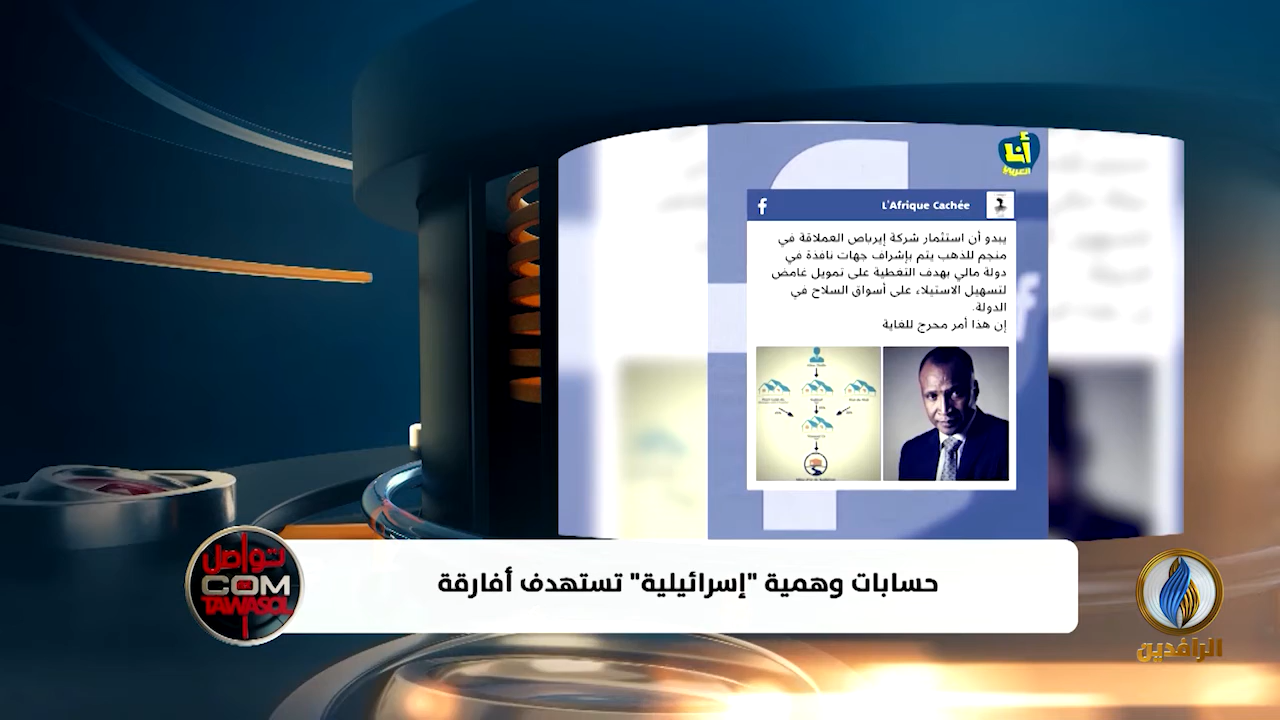 أنا
العربي
L'Afrique Cachée
يبدو أن استثمار شركة إيرباص العملاقة في
منجم للذهب يتم بإشراف جهات نافذة في
دولة مالي بهدف التغطية على تمويل غامض
لتسهيل الاستيلاء على أسواق السلاح في
الدولة.
إن هذا أمر محرج للغاية
حسابات وهمية "إسرائيلية" تستهدف أفارقة
تواصل
COM
TAWASOL
الرافدين